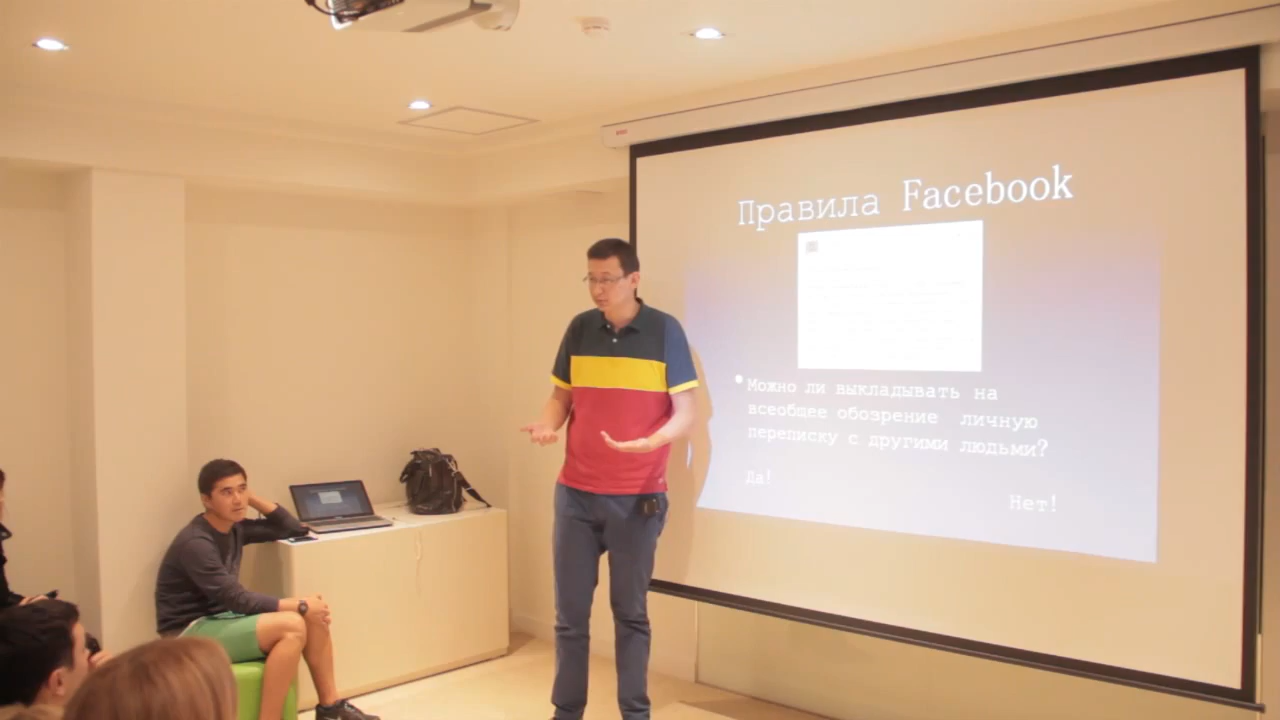 Правила Facebook
Можно ли выкладывать на
всеобщее обозрение личную
переписку с другими людьми?
Да!
Нет!